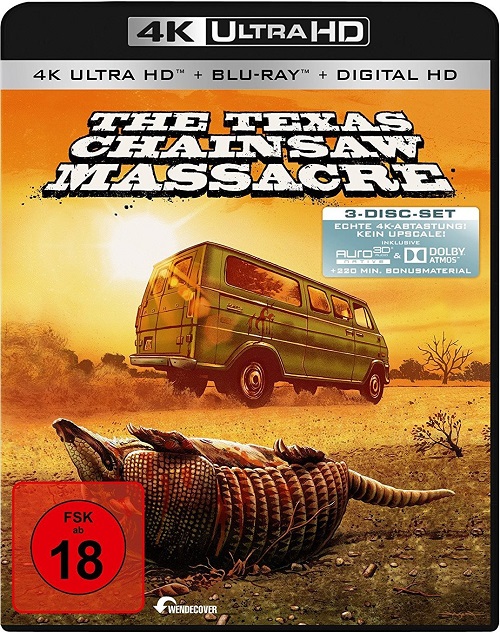 4K ULTRA HD
4K ULTRA HD™ + BLU-RAY™ + DIGITAL HD
THE TEXAS
CHAINSAW
MASSACRE
3-DISC-SET
ECHTE 4K-ABTASTUNG!
KEIN UPSCALE!
INKLUSIVE
AURO 3D & DOLBY
NATIVE ATMOS
+220 MIN. BONUSMATERIAL
FSK
ab
18
WENDECOVER